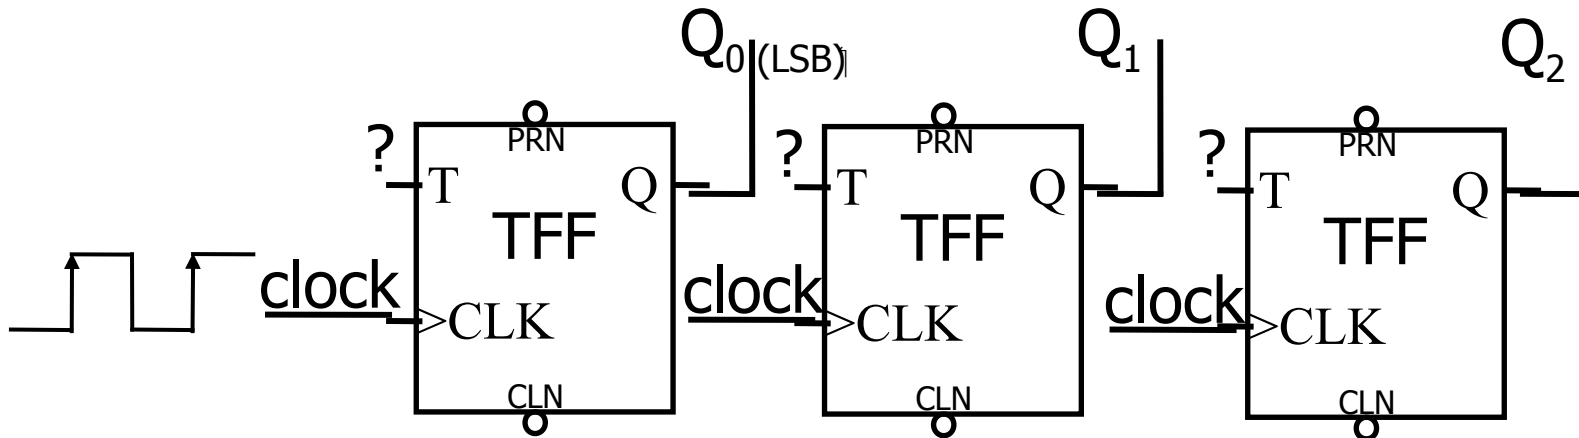 Q0 (LSB)
Q1
Q2
?
PRN
T
Q
TFF
clock
CLK
CLN
?
PRN
T
Q
TFF
clock
CLK
CLN
?
PRN
T
Q
TFF
clock
CLK
CLN